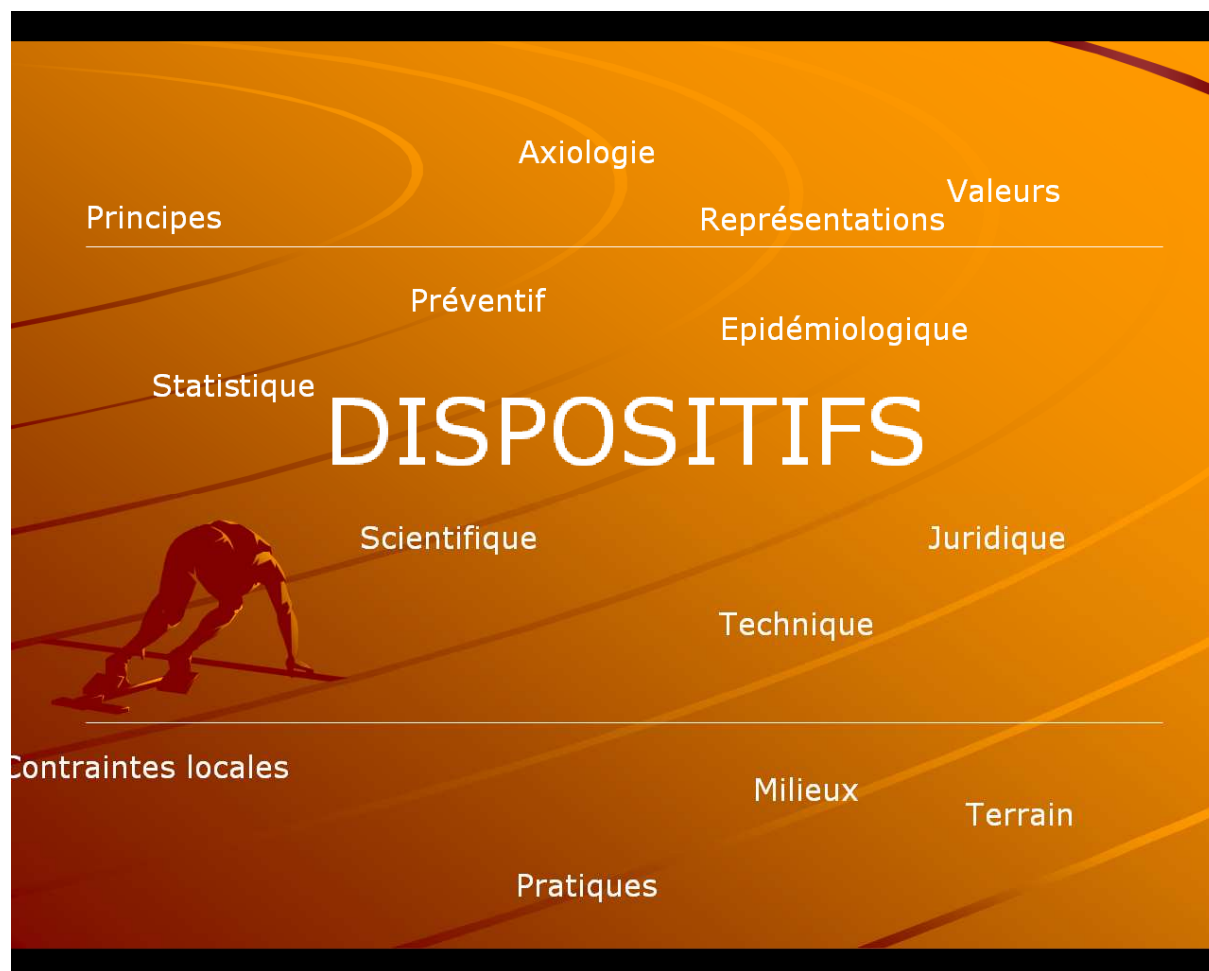 Axiologie
Valeurs
Principes
Représentations
Préventif
Epidémiologique
Statistique
DISPOSITIFS
Scientifique
Juridique
Technique
Contraintes locales
Milieux
Terrain
Pratiques